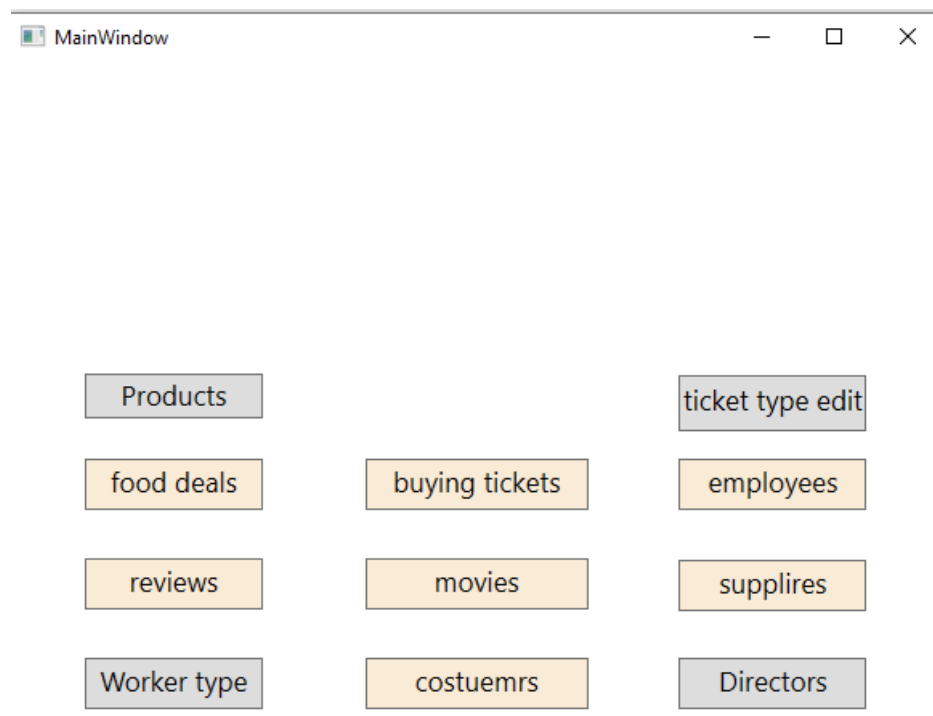 MainWindow
Products
ticket type edit
food deals
buying tickets
employees
reviews
movies
supplires
Worker type
costuemrs
Directors